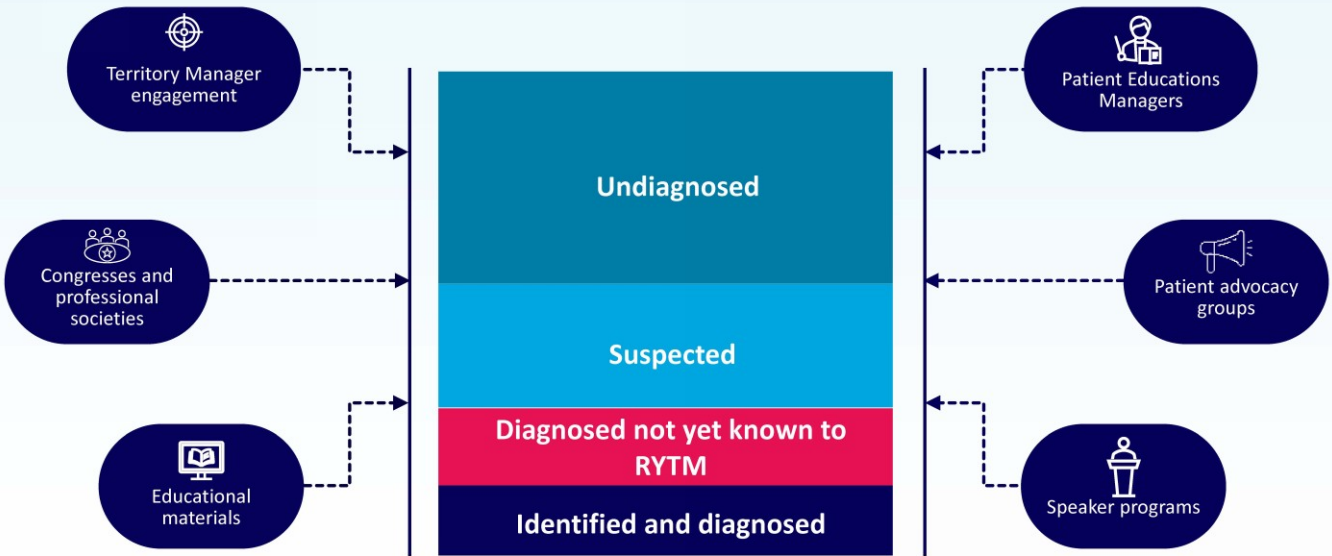 Territory Manager
engagement
Patient Educations
Managers
Undiagnosed
Congresses and
professional
societies
Patient advocacy
groups
Suspected
Diagnosed not yet known to
RYTM
Educational
materials
Speaker programs
Identified and diagnosed